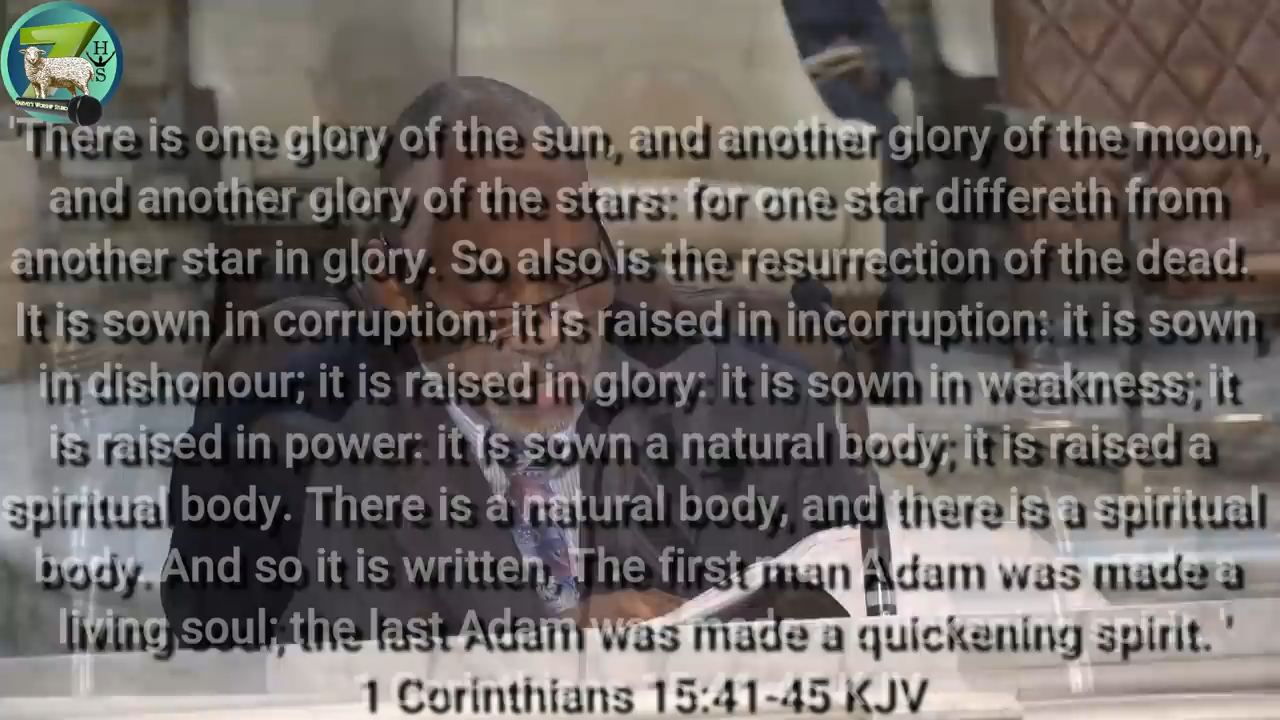 7
H
S
HARVEY'S WORSHIP STUDIO
'There is one glory of the sun, and another glory of the moon,
and another glory of the stars: for one star differeth from
another star in glory. So also is the resurrection of the dead.
It is sown in corruption; it is raised in incorruption: it is sown
in dishonour; it is raised in glory: it is sown in weakness; it
is raised in power: it is sown a natural body; it is raised a
spiritual body. There is a natural body, and there is a spiritual
body. And so it is written, The first man Adam was made a
living soul; the last Adam was made a quickening spirit. '
1 Corinthians 15:41-45 KJV